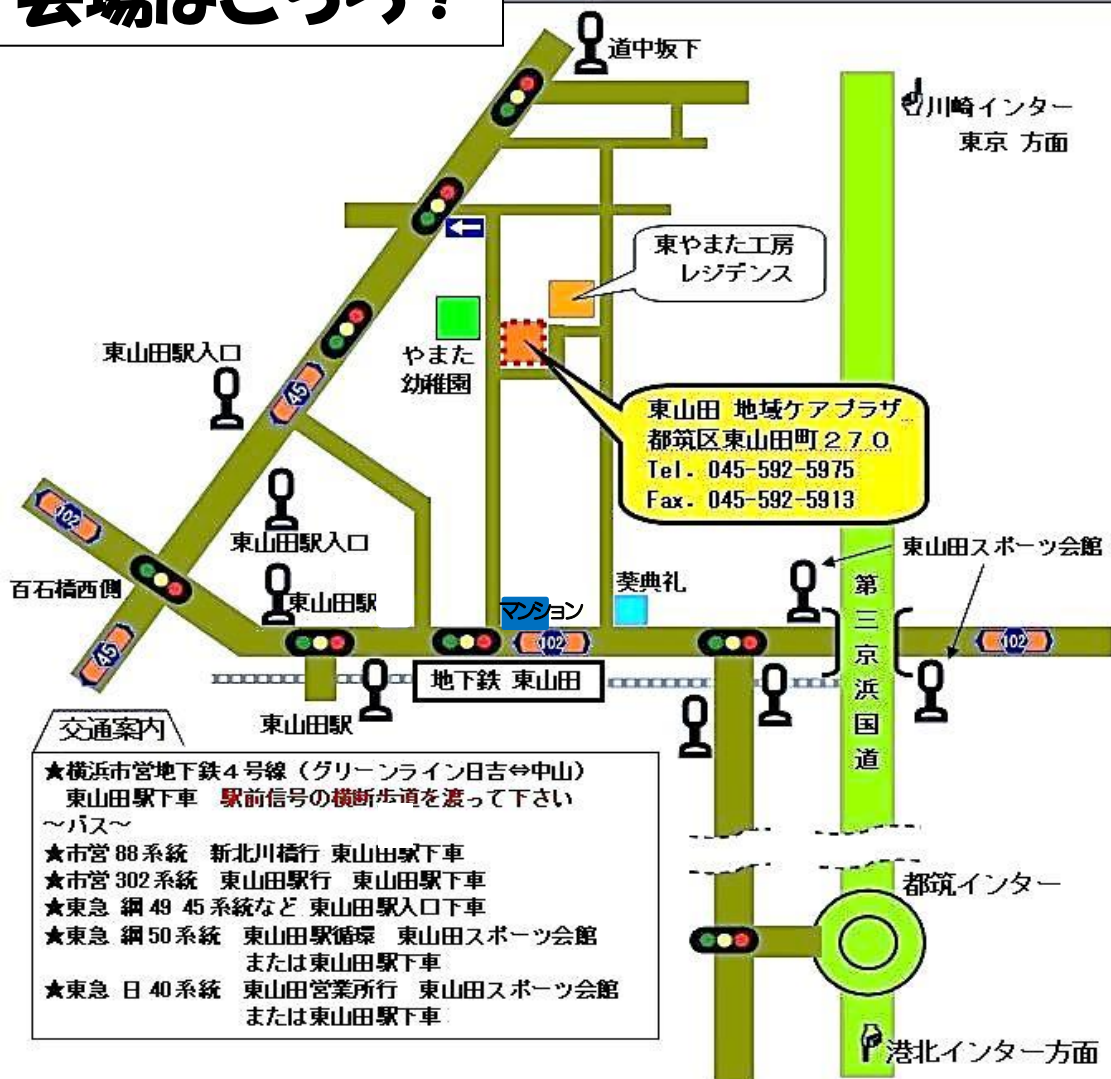 会場はどっち?
道中坂下
川崎インター
東京 方面
東やまた工房
レジデンス
やまた
幼稚園
東山田駅入口
45
東山田 地域ケアプラザ
都筑区東山田町270
Tel. 045-592-5975
Fax. 045-592-5913
102
東山田駅入口
東山田スポーツ会館
百石橋西側
東山田駅
マンション
葵典礼
第三京浜国道
102
102
45
地下鉄 東山田
東山田駅
交通案内
★横浜市営地下鉄4号線(グリーンライン日吉⇔中山)
東山田駅下車 駅前信号の横断歩道を渡って下さい
~バス~
★市営 88系統 新北川橋行 東山田駅下車
★市営 302系統 東山田駅行 東山田駅下車
★東急 綱 49 45系統など 東山田駅入口下車
★東急 綱50系統 東山田駅循環 東山田スポーツ会館
または東山田駅下車
★東急 日 40系統 東山田営業所行 東山田スポーツ会館
または東山田駅下車
都筑インター
港北インター方面